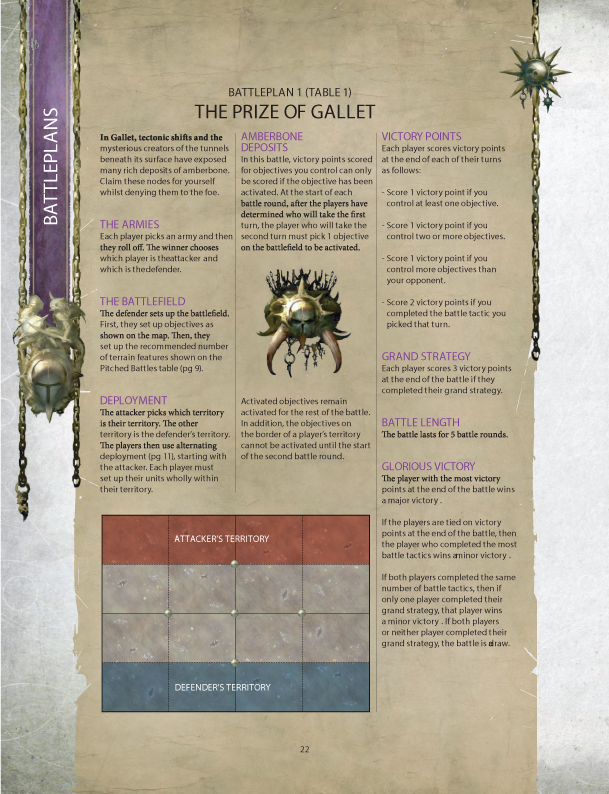 BATTLEPLANS
BATTLEPLAN 1 (TABLE 1)
THE PRIZE OF GALLET
In Gallet, tectonic shifts and the
mysterious creators of the tunnels
beneath its surface have exposed
many rich deposits of amberbone.
Claim these nodes for yourself
whilst denying them to the foe.
THE ARMIES
Each player picks an army and then
they roll off. The winner chooses
which player is theattacker and
which is thedefender.
THE BATTLEFIELD
The defender sets up the battlefield.
First, they set up objectives as
shown on the map. Then, they
set up the recommended number
of terrain features shown on the
Pitched Battles table (pg 9).
DEPLOYMENT
The attacker picks which territory
is their territory. The other
territory is the defender's territory.
The players then use alternating
deployment (pg 11), starting with
the attacker. Each player must
set up their units wholly within
their territory.
AMBERBONE
DEPOSITS
In this battle, victory points scored
for objectives you control can only
be scored if the objective has been
activated. At the start of each
battle round, after the players have
determined who will take the first
turn, the player who will take the
second turn must pick 1 objective
on the battlefield to be activated.
Activated objectives remain
activated for the rest of the battle.
In addition, the objectives on
the border of a player's territory
cannot be activated until the start
of the second battle round.
VICTORY POINTS
Each player scores victory points
at the end of each of their turns
as follows:
- Score 1 victory point if you
control at least one objective.
- Score 1 victory point if you
control two or more objectives.
- Score 1 victory point if you
control more objectives than
your opponent.
- Score 2 victory points if you
completed the battle tactic you
picked that turn.
GRAND STRATEGY
Each player scores 3 victory points
at the end of the battle if they
completed their grand strategy.
BATTLE LENGTH
The battle lasts for 5 battle rounds.
GLORIOUS VICTORY
The player with the most victory
points at the end of the battle wins
a major victory .
If the players are tied on victory
points at the end of the battle, then
the player who completed the most
battle tactics wins aminor victory .
If both players completed the same
number of battle tactics, then if
only one player completed their
grand strategy, that player wins
a minor victory . If both players
or neither player completed their
grand strategy, the battle is draw.
ATTACKER'S TERRITORY
DEFENDER'S TERRITORY
22